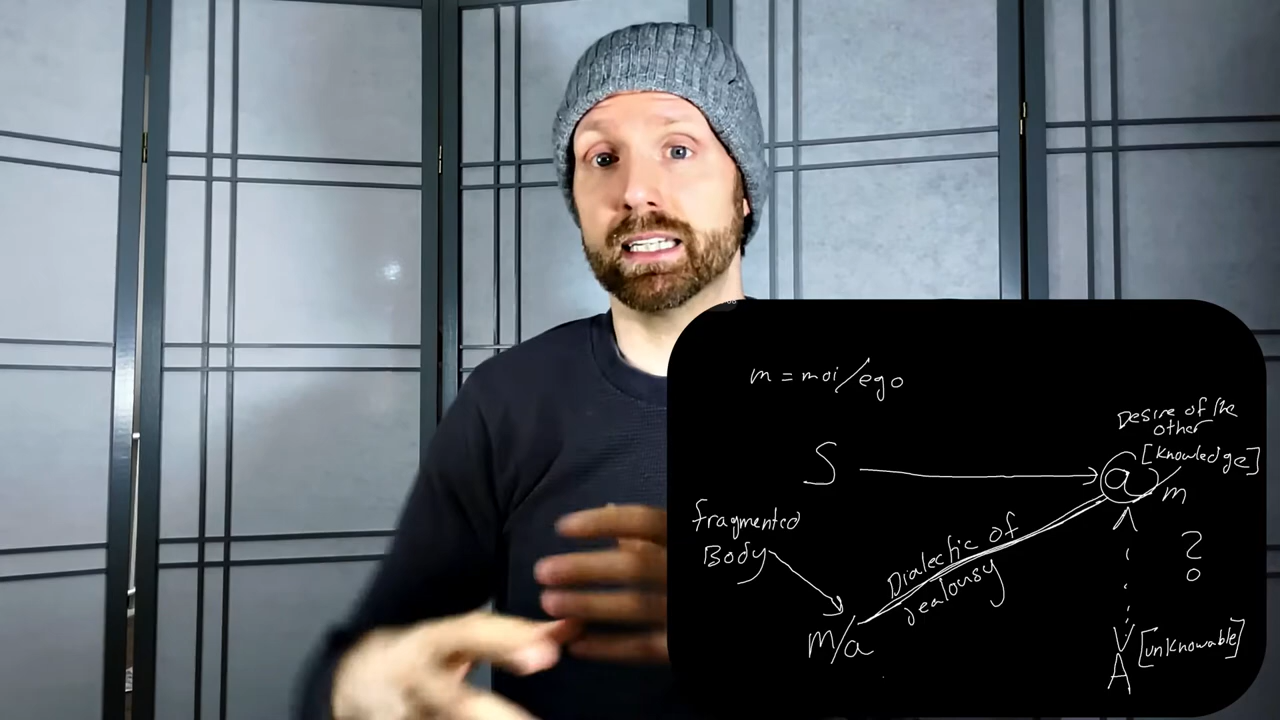 m = moi/ego
Desire of the
other
[knowledge]
S
a
m
fragmented
Body
Dialectic of
jealousy
?
m/a
[unknowable]
A